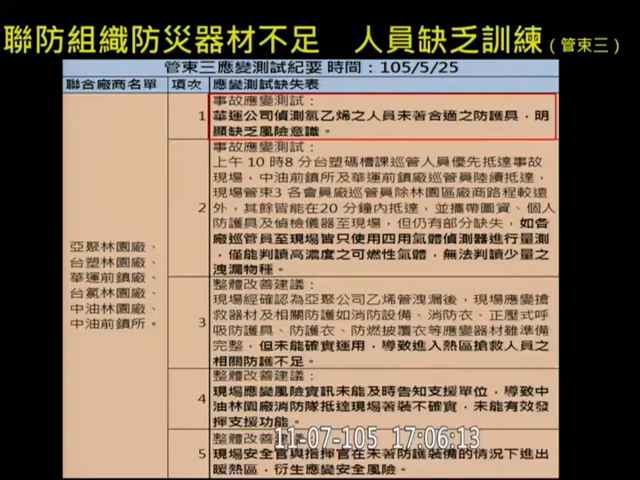 聯防組織防災器材不足 人員缺乏訓練（管束三）
管束三應變測試紀要 時間：105/5/25
聯合廠商名單 項次 應變測試缺失表
亞聚林園廠、
台塑林園廠、
華運前鎮廠、
台氯林園廠、
中油林園廠、
中油前鎮所。
1
事故應變測試：
華運公司偵測氯乙烯之人員未著合適之防護具，明
顯缺乏風險意識。
2
事故應變測試：
上午10時8分台塑碼槽課巡管人員優先抵達事故
現場，中油前鎮所及華運前鎮廠巡管員陸續抵達，
現場管束3各會員廠巡管員除林園區廠商路程較遠
外，其餘皆能在20分鐘內抵達，並攜帶圖資、個人
防護具及偵檢儀器至現場，但仍有部分缺失，如各
廠巡管員至現場皆只使用四用氣體偵測器進行量測
，僅能判讀高濃度之可燃性氣體，無法判讀少量之
洩漏物種。
3
整體改善建議：
現場經確認為亞聚公司乙烯管洩漏後，現場應變搶
救器材及相關防護如消防設備、消防衣、正壓式呼
吸防護具、防護衣、防燃披覆衣等應變器材雖準備
完整，但未能確實運用，導致進入熱區搶救人員之
相關防護不足。
4
整體改善建議：
現場應變風險資訊未能及時告知支援單位，導致中
油林園廠消防隊抵達現場著裝不確實，未能有效發
揮支援功能。
5
整體改善建議：
現場安全官與指揮官在未著防護裝備的情況下進出
暖熱區，衍生應變安全風險。
11-07-105 17:06:13